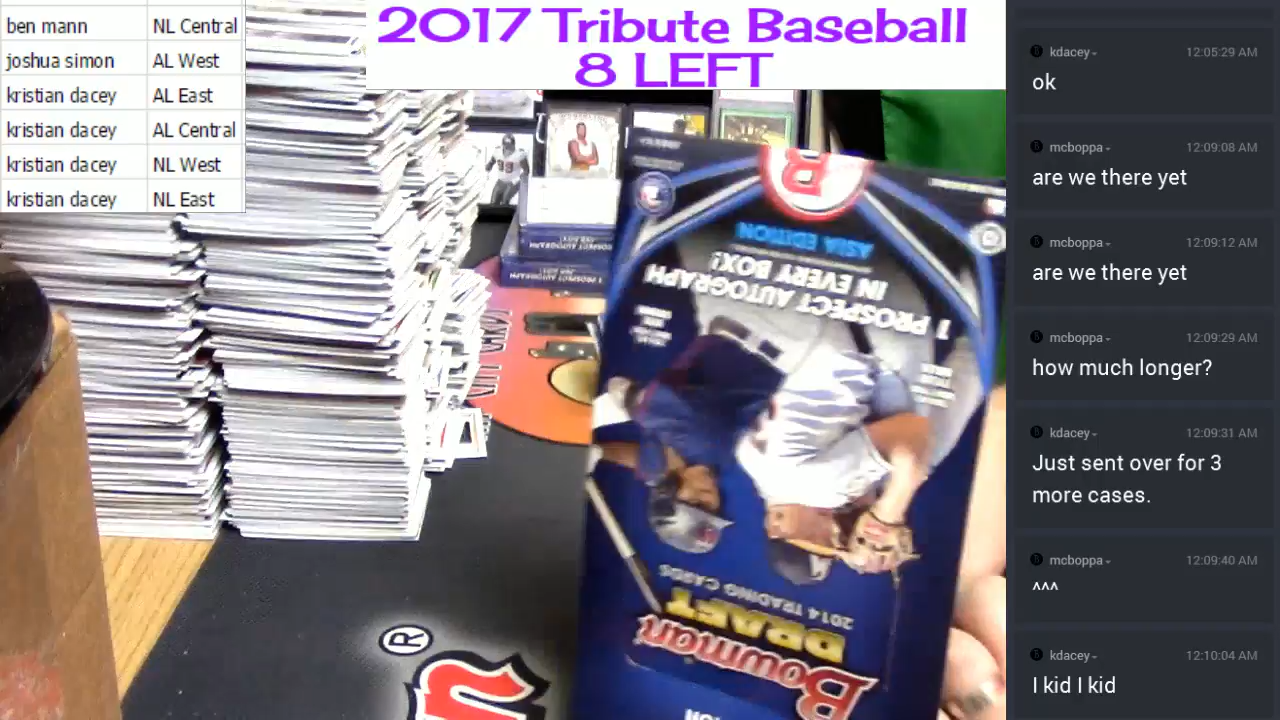 ben mann NL Central
joshua simon AL West
kristian dacey AL East
kristian dacey AL Central
kristian dacey NL West
kristian dacey NL East
2017 Tribute Baseball
8 LEFT
ASIA EDITION
1 PROSPECT AUTOGRAPH
IN EVERY BOX!
2014 TRADING CARDS
Bowman
DRAFT
®
kdacey 12:05:29 AM
ok
mcboppa 12:09:08 AM
are we there yet
mcboppa 12:09:12 AM
are we there yet
mcboppa 12:09:29 AM
how much longer?
kdacey 12:09:31 AM
Just sent over for 3
more cases.
mcboppa 12:09:40 AM
^^^
kdacey 12:10:04 AM
I kid I kid